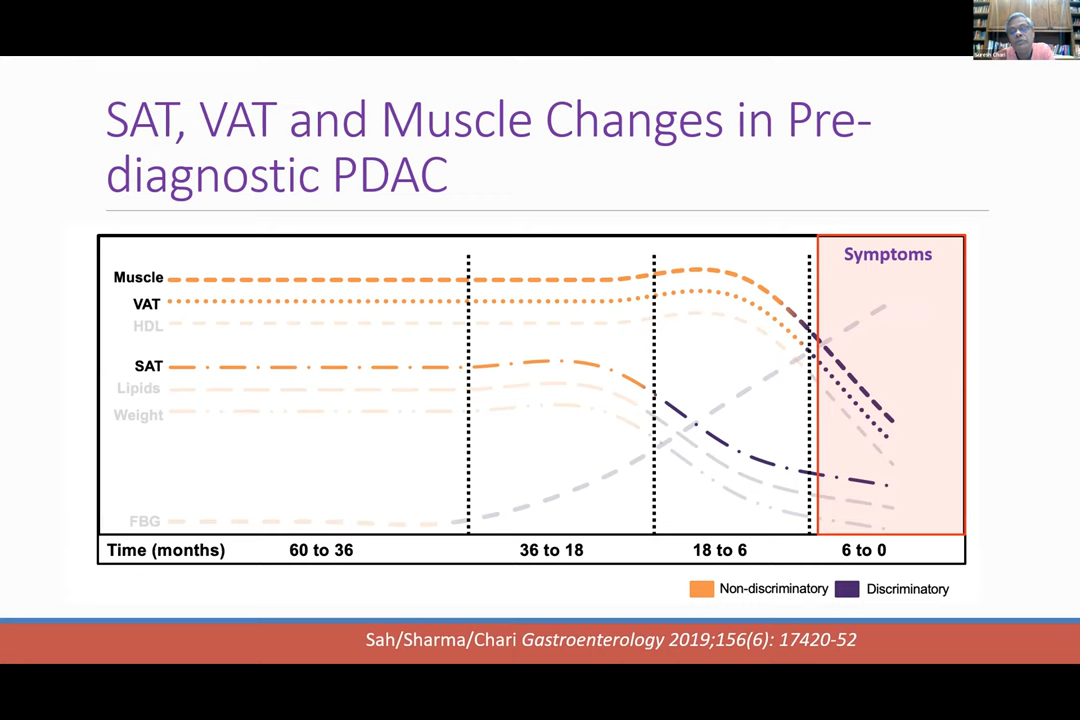 Suresh Chari
SAT, VAT and Muscle Changes in Pre-
diagnostic PDAC
Symptoms
Muscle
VAT
HDL
SAT
Lipids
Weight
FBG
Time (months) 60 to 36 36 to 18 18 to 6 6 to 0
Non-discriminatory Discriminatory
Sah/Sharma/Chari Gastroenterology 2019;156(6): 17420-52